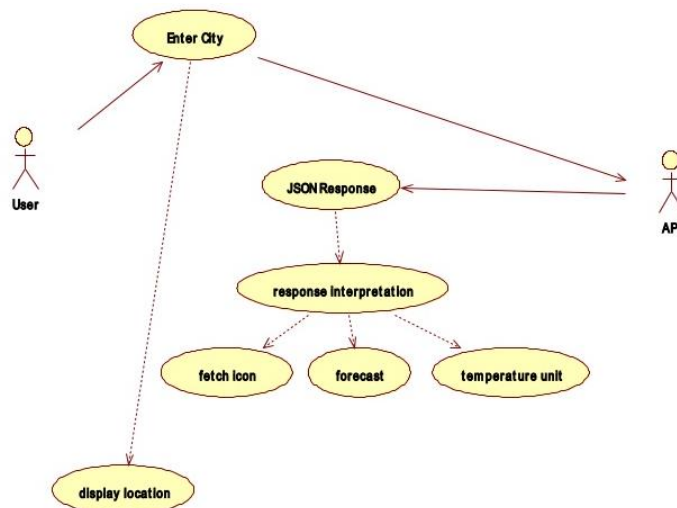 Enter City
User
JSON Response
AP
response interpretation
fetch icon
forecast
temperature unit
display location